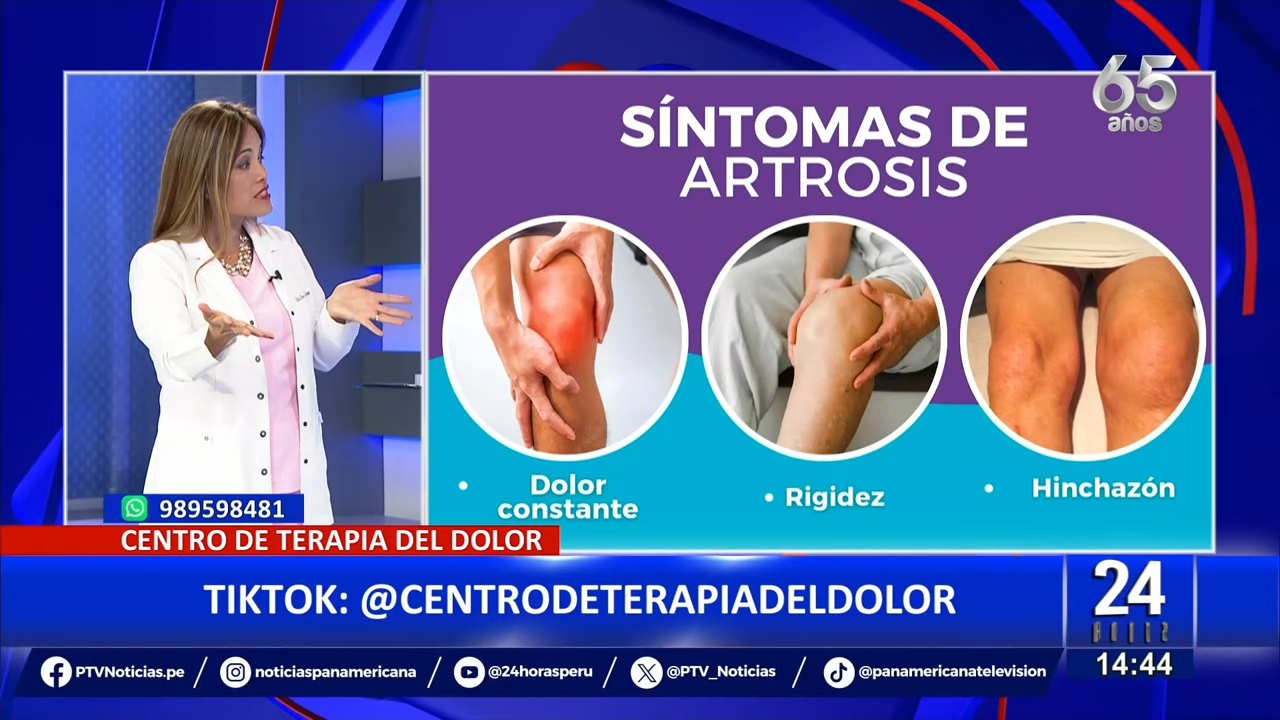 65
años
SÍNTOMAS DE
ARTROSIS
• Dolor
constante
• Rigidez
• Hinchazón
989598481
CENTRO DE TERAPIA DEL DOLOR
TIKTOK: @CENTRODETERAPIADELDOLOR
24
14:44
PTVNoticias.pe / noticiaspanamericana / @24horasperu / @PTV_Noticias / @panamericanatelevision